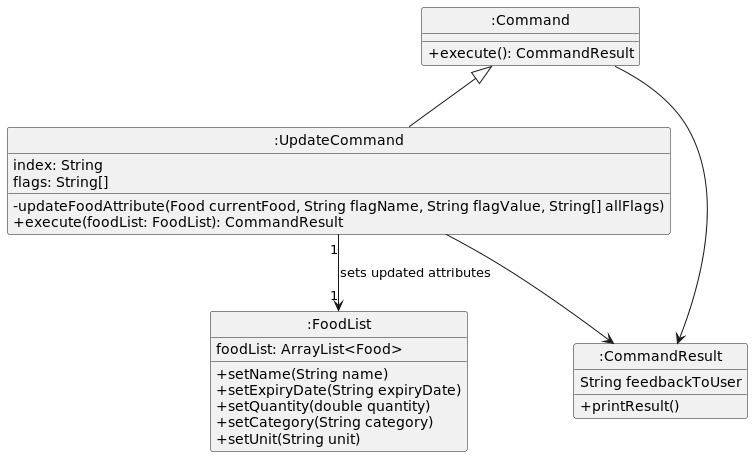 :Command
+execute(): CommandResult
:UpdateCommand
index: String
flags: String[]
-updateFoodAttribute(Food currentFood, String flagName, String flagValue, String[] allFlags)
+execute(foodList: FoodList): CommandResult
1
sets updated attributes
1
:FoodList
foodList: ArrayList<Food>
+setName(String name)
+setExpiryDate(String expiryDate)
+setQuantity(double quantity)
+setCategory(String category)
+setUnit(String unit)
:CommandResult
String feedbackToUser
+printResult()